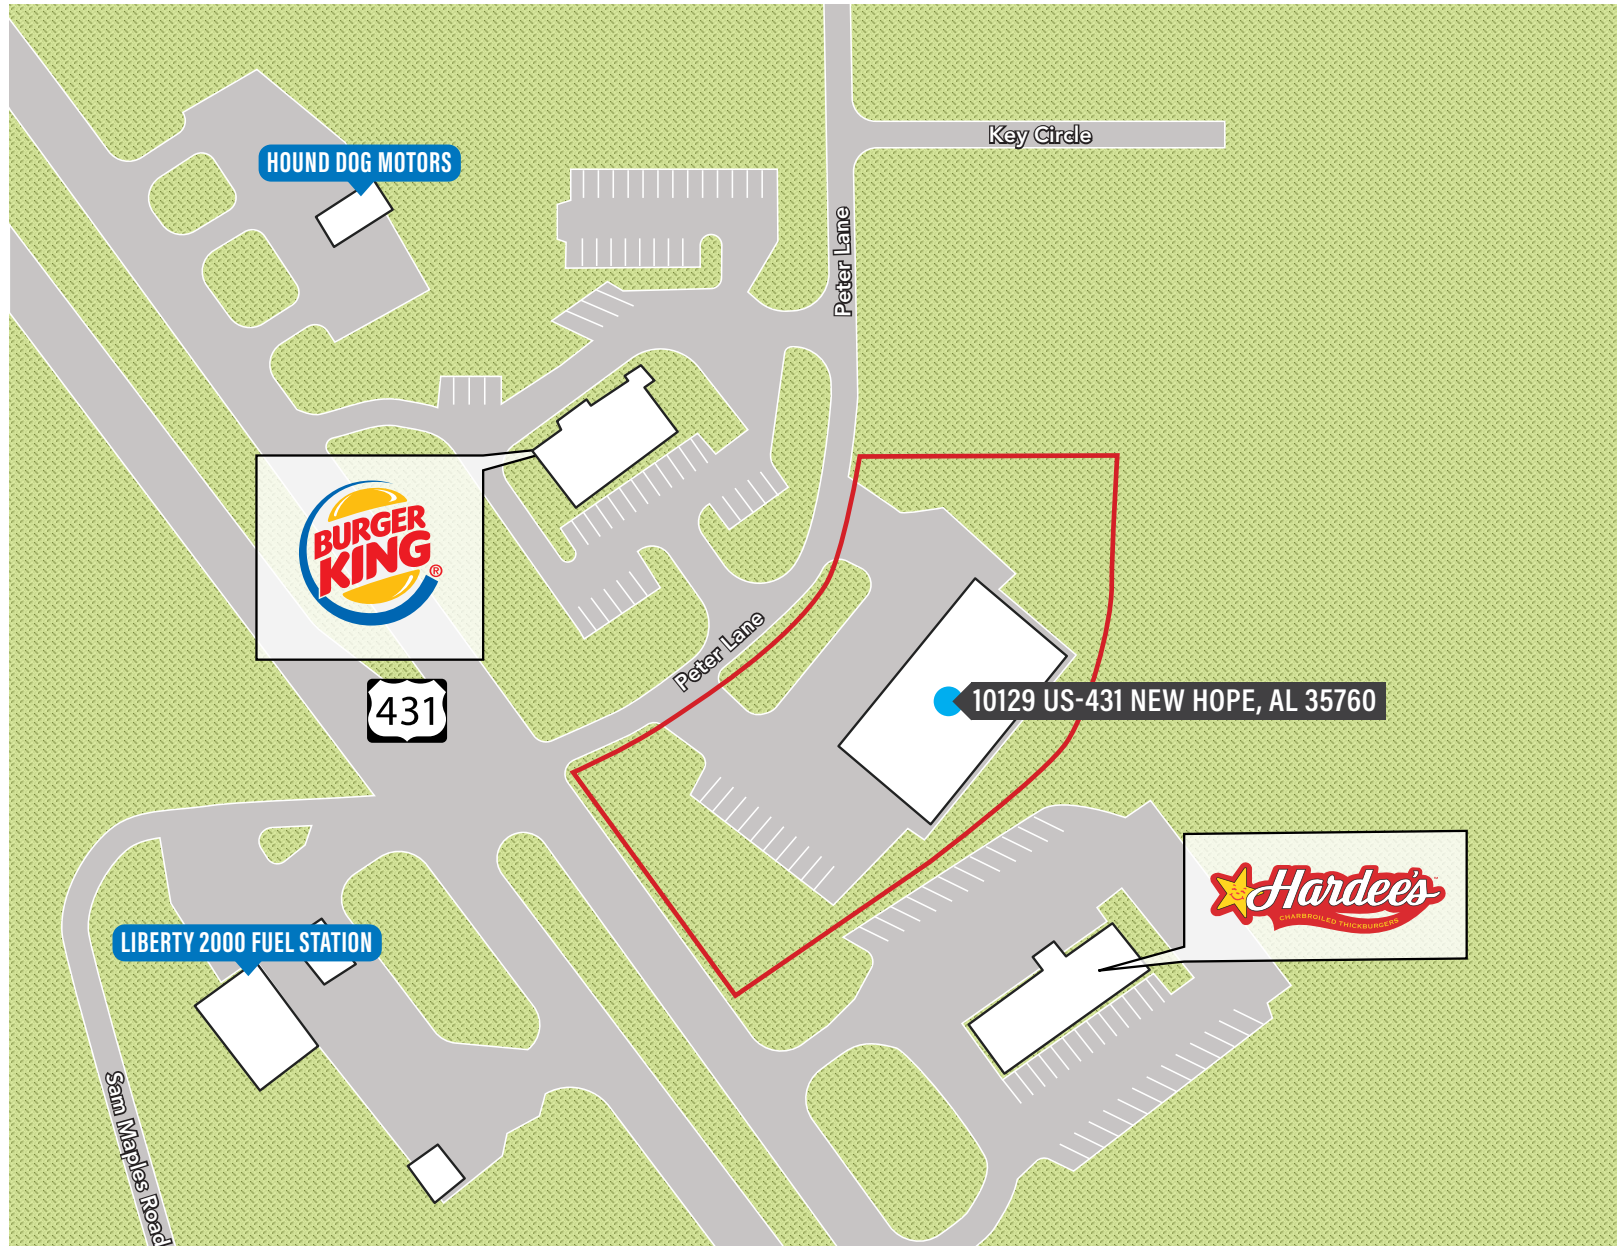 Key Circle
HOUND DOG MOTORS
Peter Lane
BURGER
KING®
Peter Lane
431
10129 US-431 NEW HOPE, AL 35760
Hardee's
CHARBROILED THICKBURGERS
LIBERTY 2000 FUEL STATION
Sam Maples Road